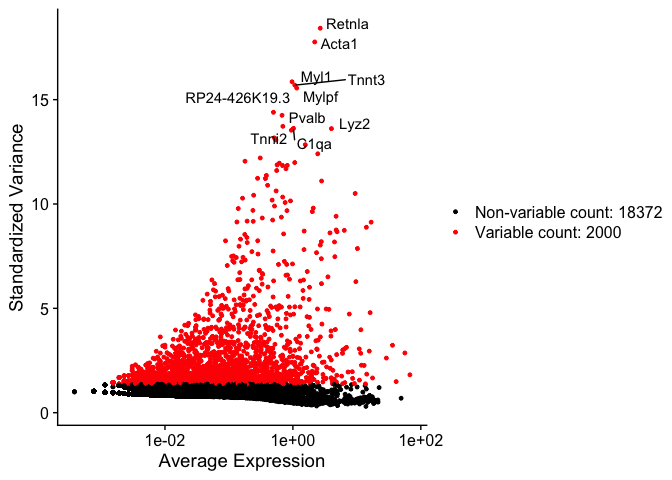 Retnla
Acta1
Myl1
Tnnt3
RP24-426K19.3
Mylpf
Pvalb
Lyz2
Tnni2
C1qa
15
10
5
0
Standardized Variance
1e-02
1e+00
1e+02
Average Expression
Non-variable count: 18372
Variable count: 2000